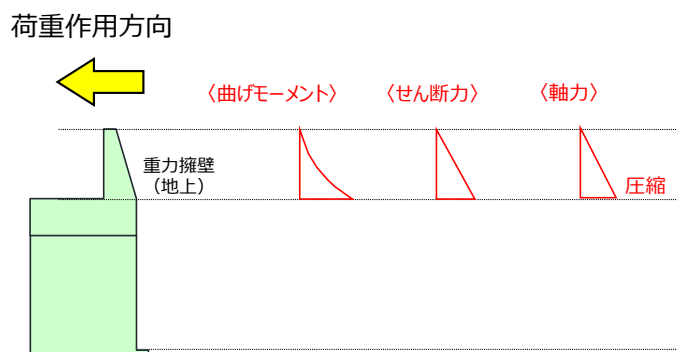 荷重作用方向
〈曲げモーメント〉
〈せん断力〉
〈軸力〉
重力擁壁
（地上）
圧縮